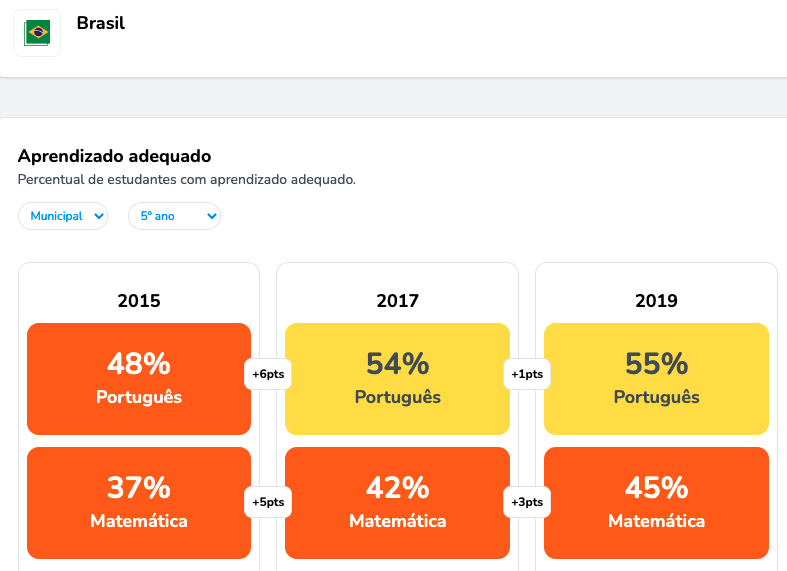 Brasil
Aprendizado adequado
Percentual de estudantes com aprendizado adequado.
Municipal
5º ano
2015
48%
Português
+6pts
37%
Matemática
+5pts
2017
54%
Português
+1pts
42%
Matemática
+3pts
2019
55%
Português
45%
Matemática